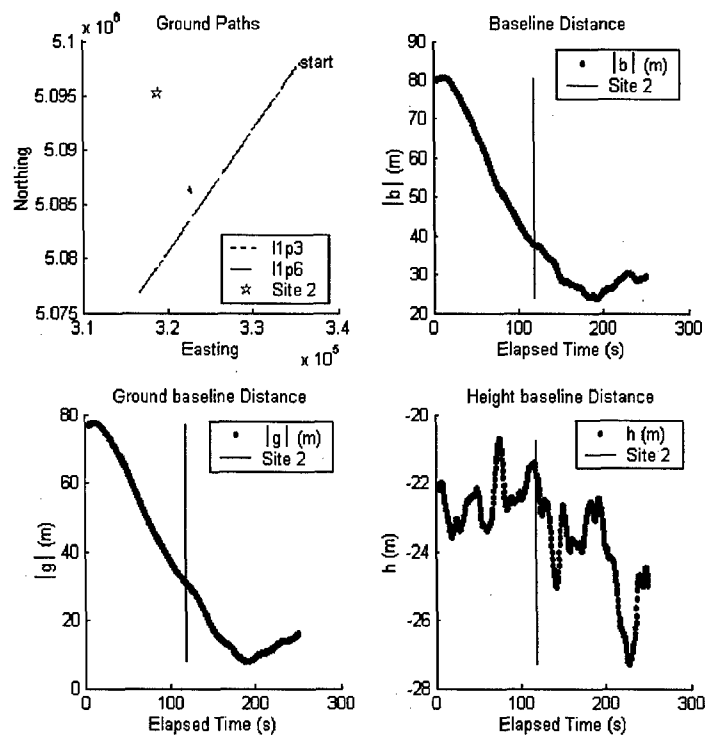 x 10⁶ Ground Paths
5.1
5.095
5.09
5.085
5.08
5.075
Northing
start
l1p3
l1p6
Site 2
3.1 3.2 3.3 3.4
Easting x 10⁵
Baseline Distance
90
80
70
60
50
40
30
20
|b| (m)
|b| (m)
Site 2
0 100 200 300
Elapsed Time (s)
Ground baseline Distance
80
60
40
20
0
|g| (m)
|g| (m)
Site 2
0 100 200 300
Elapsed Time (s)
Height baseline Distance
-20
-22
-24
-26
-28
h (m)
h (m)
Site 2
0 100 200 300
Elapsed Time (s)